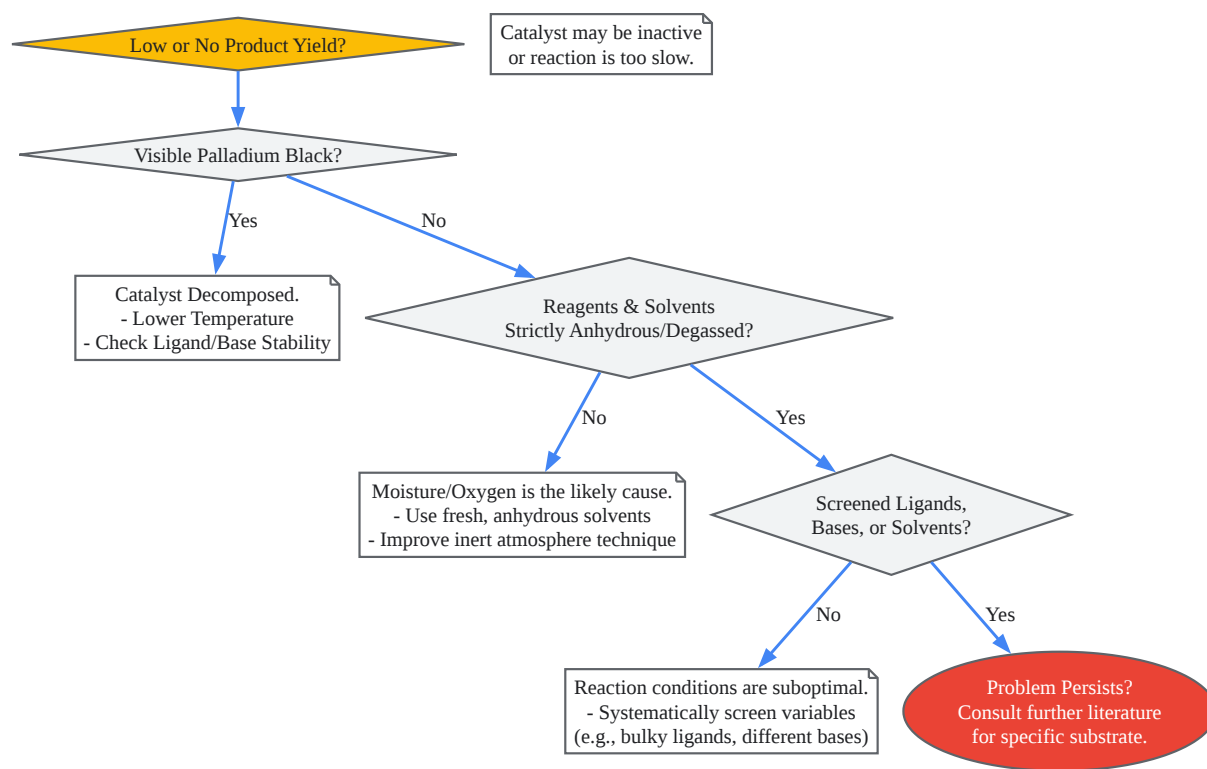 Low or No Product Yield?
Catalyst may be inactive
or reaction is too slow.
Visible Palladium Black?
Yes
No
Catalyst Decomposed.
- Lower Temperature
- Check Ligand/Base Stability
Reagents & Solvents
Strictly Anhydrous/Degassed?
No
Yes
Moisture/Oxygen is the likely cause.
- Use fresh, anhydrous solvents
- Improve inert atmosphere technique
Screened Ligands,
Bases, or Solvents?
No
Yes
Reaction conditions are suboptimal.
- Systematically screen variables
(e.g., bulky ligands, different bases)
Problem Persists?
Consult further literature
for specific substrate.